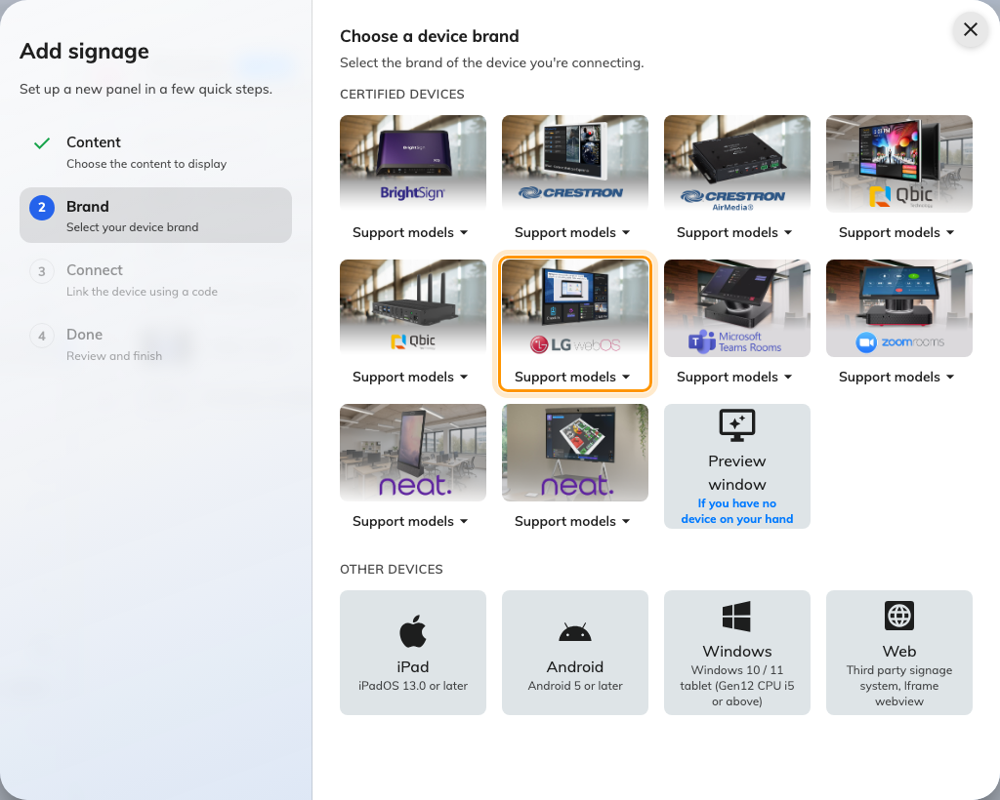 Add signage
Set up a new panel in a few quick steps.
Content
Choose the content to display
2
Brand
Select your device brand
3
Connect
Link the device using a code
4
Done
Review and finish
Choose a device brand
Select the brand of the device you're connecting.
CERTIFIED DEVICES
BrightSign
BrightSign
CRESTRON
CRESTRON
AirMedia®
Qbic
Technology
Support models
Support models
Support models
Support models
Qbic
LG webOS
Microsoft
Teams Rooms
zoomrooms
Support models
Support models
Support models
Support models
neat.
neat.
Preview
window
If you have no
device on your hand
Support models
Support models
OTHER DEVICES
iPad
iPadOS 13.0 or later
Android
Android 5 or later
Windows
Windows 10 / 11
tablet (Gen12 CPU i5
or above)
Web
Third party signage
system, Iframe
webview